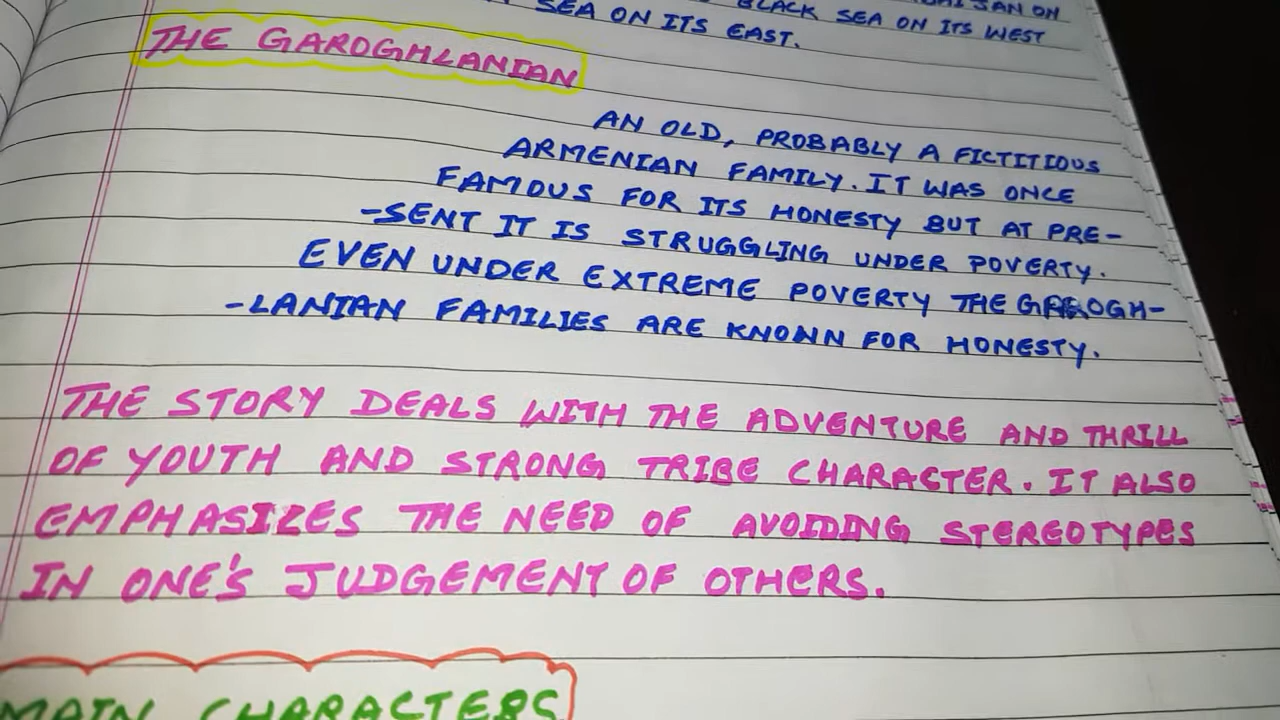 SEA ON ITS WEST
SEA ON ITS EAST.
THE GAROGHLANIAN
AN OLD, PROBABLY A FICTITIOUS
ARMENIAN FAMILY. IT WAS ONCE
FAMOUS FOR ITS HONESTY BUT AT PRE-
-SENT IT IS STRUGGLING UNDER POVERTY.
EVEN UNDER EXTREME POVERTY THE GAROGH-
-LANIAN FAMILIES ARE KNOWN FOR HONESTY.
THE STORY DEALS WITH THE ADVENTURE AND THRILL
OF YOUTH AND STRONG TRIBE CHARACTER. IT ALSO
EMPHASIZES THE NEED OF AVOIDING STEREOTYPES
IN ONE'S JUDGEMENT OF OTHERS.
MAIN CHARACTERS